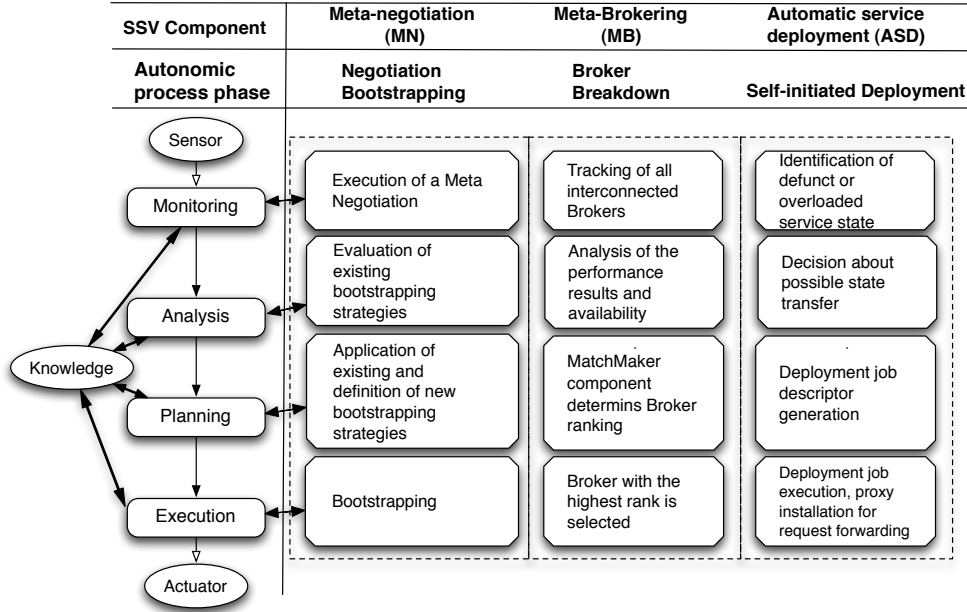 SSV Component
Meta-negotiation
(MN)
Meta-Brokering
(MB)
Automatic service
deployment (ASD)
Autonomic
process phase
Negotiation
Bootstrapping
Broker
Breakdown
Self-initiated Deployment
Sensor
Monitoring
Execution of a Meta
Negotiation
Tracking of all
interconnected
Brokers
Identification of
defunct or
overloaded
service state
Analysis
Evaluation of
existing
bootstrapping
strategies
Analysis of the
performance
results and
availability
Decision about
possible state
transfer
Knowledge
Planning
Application of
existing and
definition of new
bootstrapping
strategies
MatchMaker
component
determins Broker
ranking
Deployment job
descriptor
generation
Execution
Bootstrapping
Broker with the
highest rank is
selected
Deployment job
execution, proxy
installation for
request forwarding
Actuator